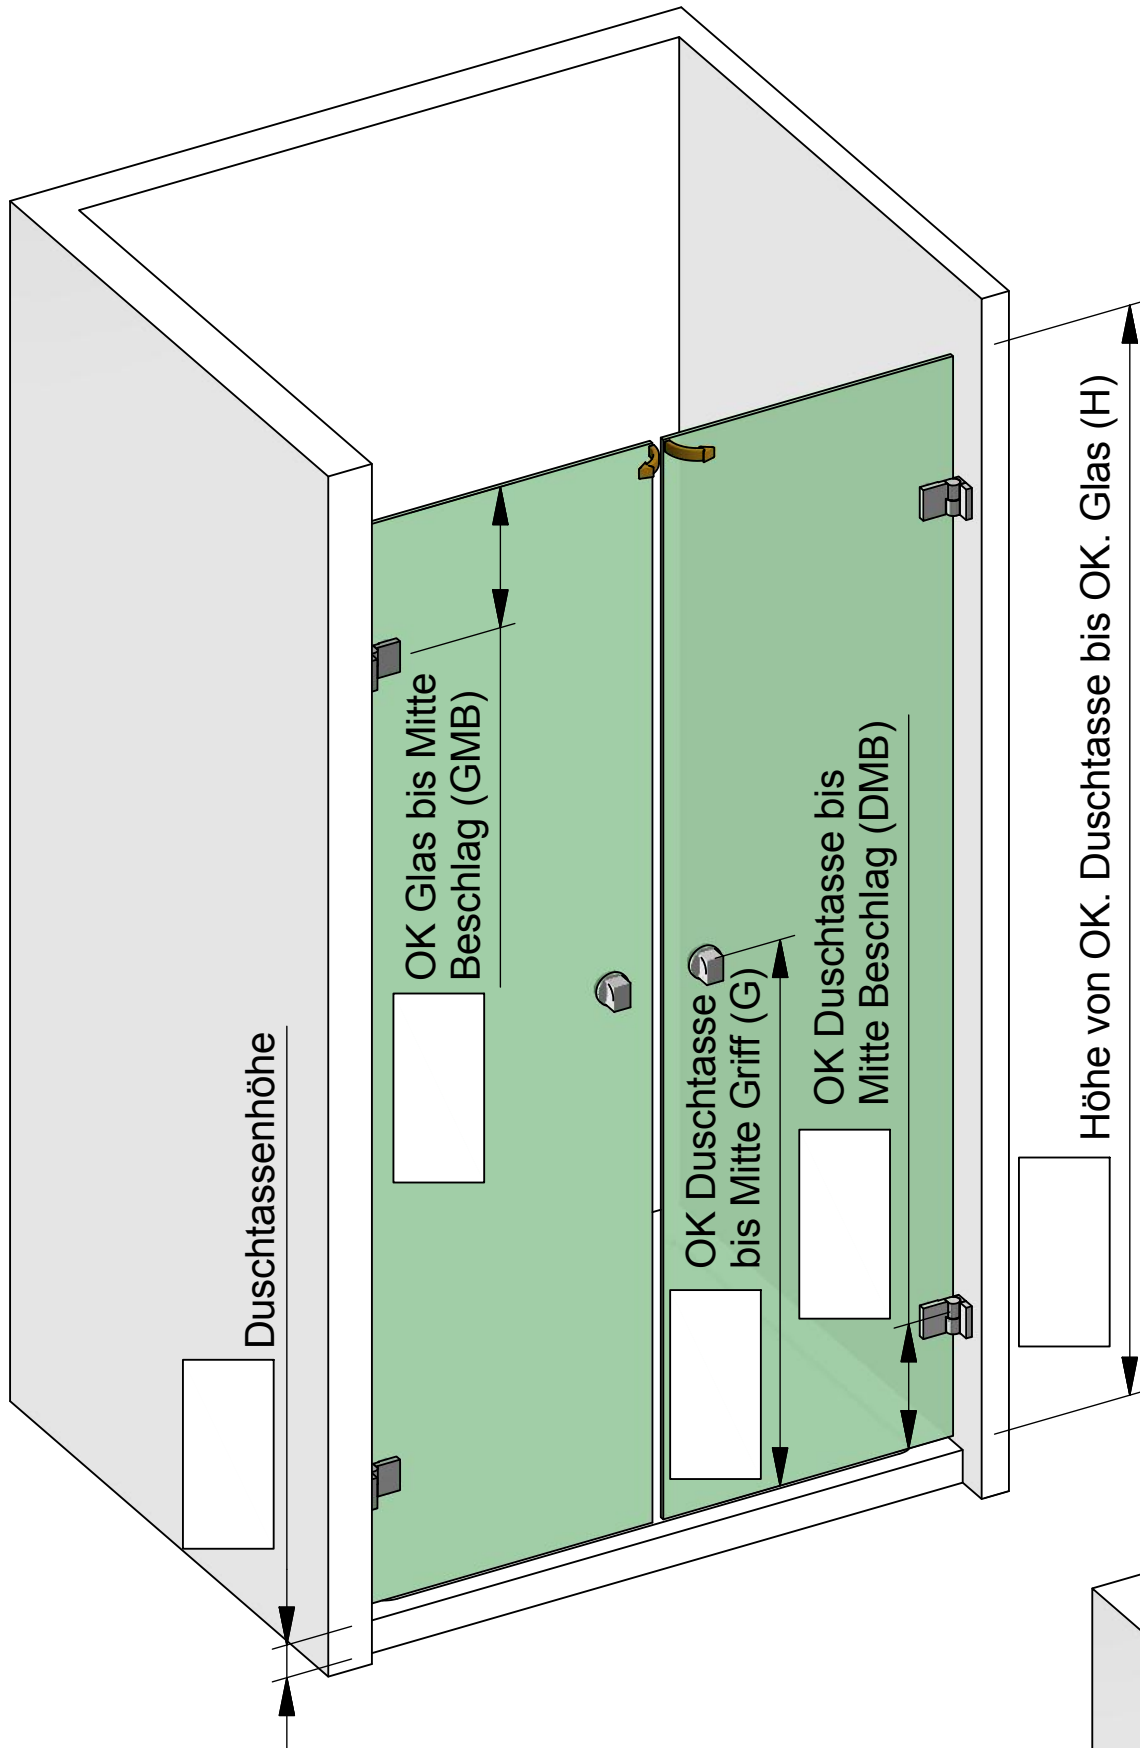 Duschtassenhöhe
OK Glas bis Mitte
Beschlag (GMB)
OK Duschtasse
bis Mitte Griff (G)
OK Duschtasse bis
Mitte Beschlag (DMB)
Höhe von OK. Duschtasse bis OK. Glas (H)